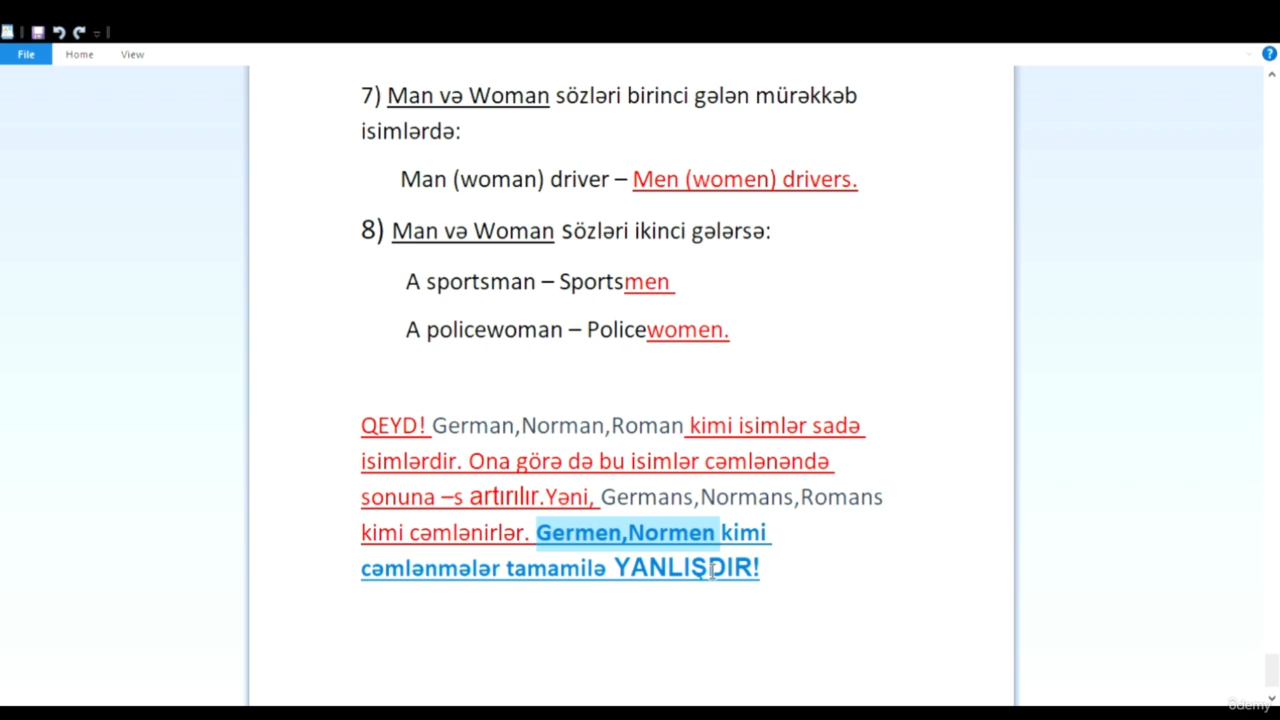 File Home View
7) Man və Woman sözləri birinci gələn mürəkkəb
isimlərdə:
Man (woman) driver – Men (women) drivers.
8) Man və Woman sözləri ikinci gələrsə:
A sportsman – Sportsmen
A policewoman – Policewomen.
QEYD! German,Norman,Roman kimi isimlər sadə
isimlərdir. Ona görə də bu isimlər cəmlənəndə
sonuna –s artırılır.Yəni, Germans,Normans,Romans
kimi cəmlənirlər. Germen,Normen kimi
cəmlənmələr tamamilə YANLIŞDIR!
ûdemy